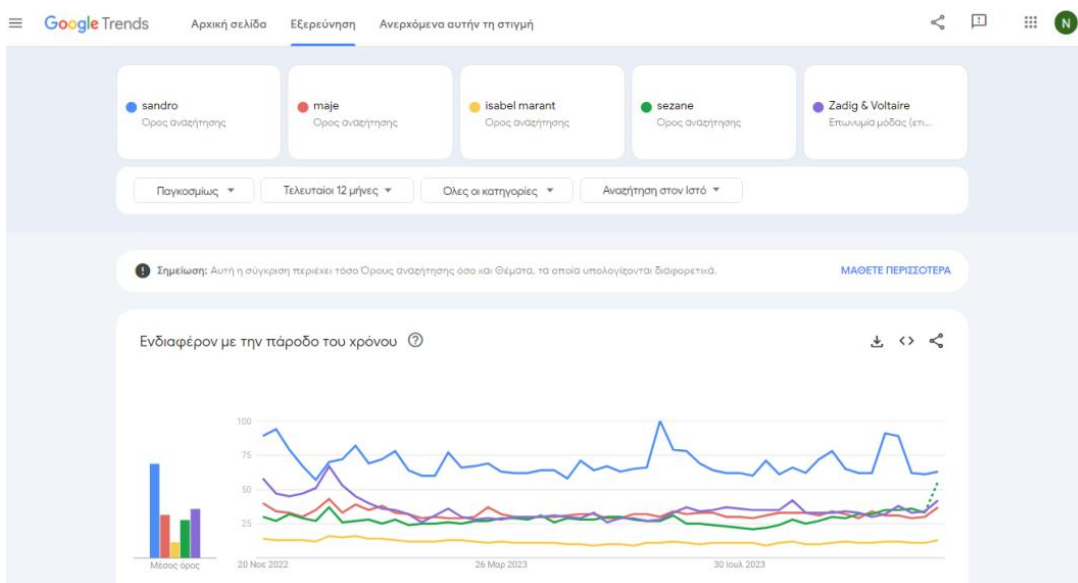 Google Trends
Αρχική σελίδα
Εξερεύνηση
Ανερχόμενα αυτήν τη στιγμή
N
sandro
Όρος αναζήτησης
maje
Όρος αναζήτησης
isabel marant
Όρος αναζήτησης
sezane
Όρος αναζήτησης
Zadig & Voltaire
Επωνυμία μόδας (επ...
Παγκοσμίως
Τελευταίοι 12 μήνες
Όλες οι κατηγορίες
Αναζήτηση στον Ιστό
Σημείωση: Αυτή η σύγκριση περιέχει τόσο Όρους αναζήτησης όσο και Θέματα, τα οποία υπολογίζονται διαφορετικά.
ΜΑΘΕΤΕ ΠΕΡΙΣΣΟΤΕΡΑ
Ενδιαφέρον με την πάροδο του χρόνου
100
75
50
25
Μέσος όρος
20 Νοε 2022
26 Μαρ 2023
30 Ιουλ 2023